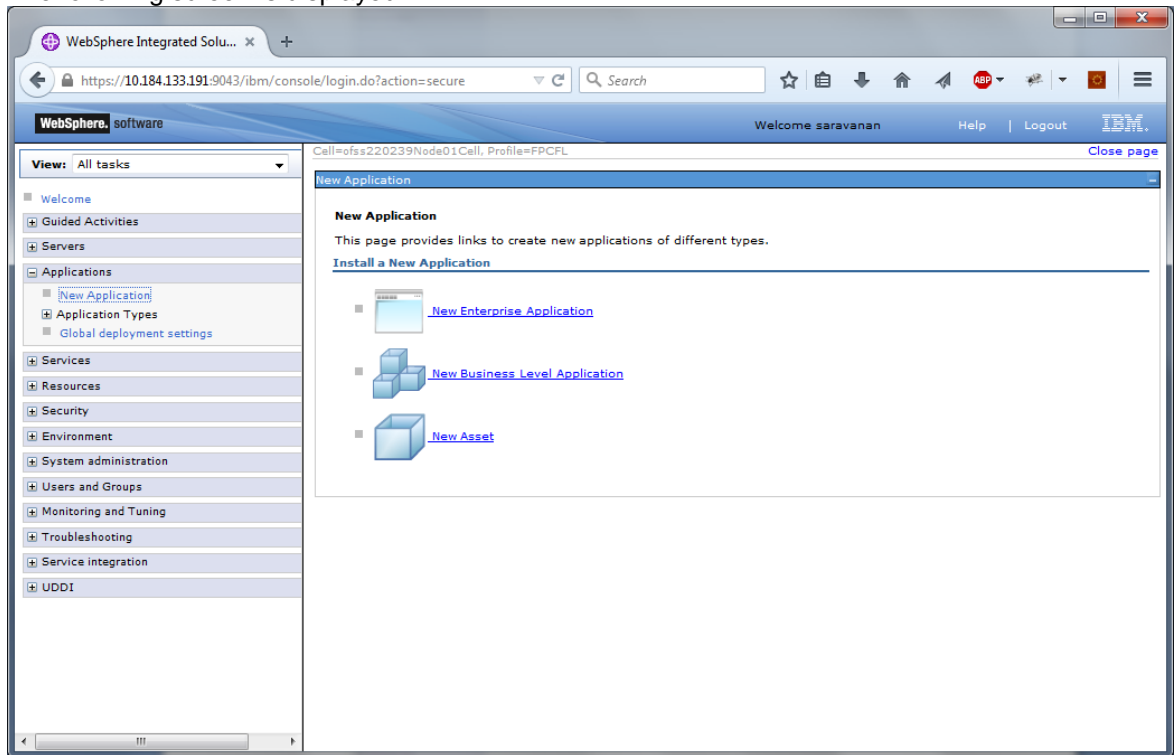 WebSphere Integrated Solu... × +
https://10.184.133.191:9043/ibm/console/login.do?action=secure
Search
ABP
WebSphere. software
Welcome saravanan
Help | Logout
IBM.
View: All tasks
Welcome
Guided Activities
Servers
Applications
New Application
Application Types
Global deployment settings
Services
Resources
Security
Environment
System administration
Users and Groups
Monitoring and Tuning
Troubleshooting
Service integration
UDDI
Cell=ofss220239Node01Cell, Profile=FPCFL
Close page
New Application
New Application
This page provides links to create new applications of different types.
Install a New Application
New Enterprise Application
New Business Level Application
New Asset